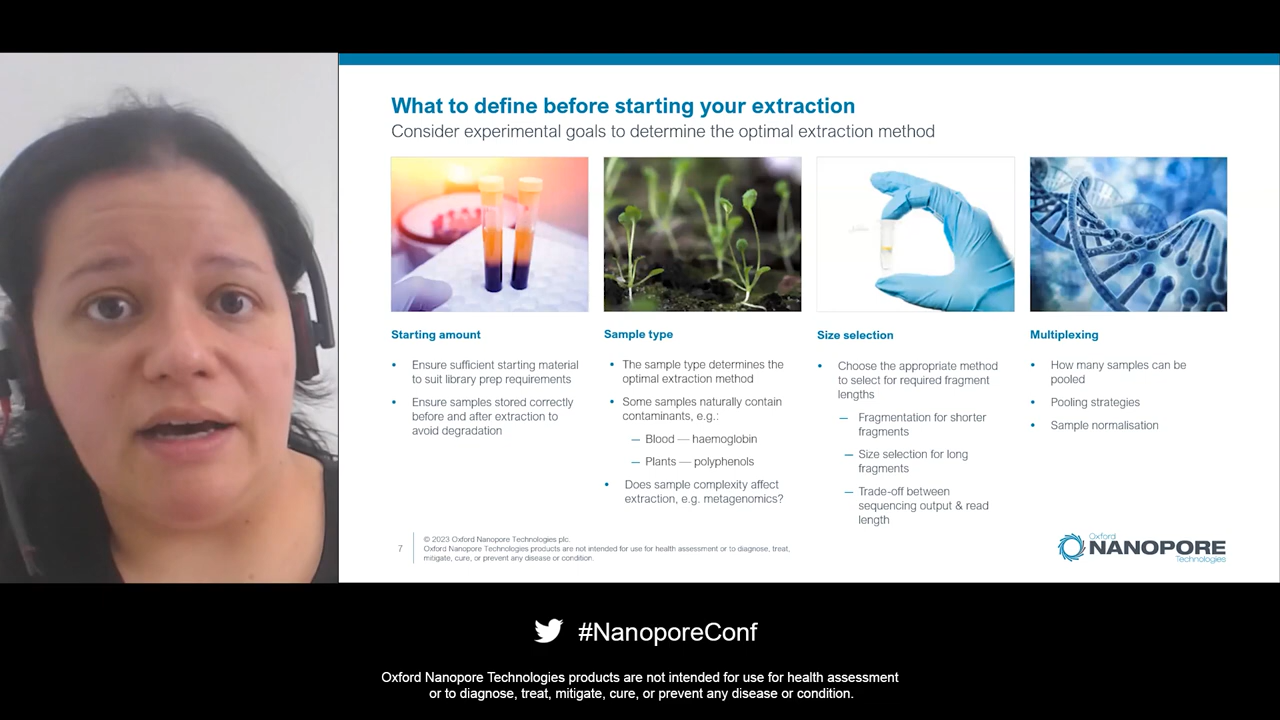 What to define before starting your extraction
Consider experimental goals to determine the optimal extraction method
Starting amount
• Ensure sufficient starting material
to suit library prep requirements
• Ensure samples stored correctly
before and after extraction to
avoid degradation
Sample type
• The sample type determines the
optimal extraction method
• Some samples naturally contain
contaminants, e.g.:
— Blood — haemoglobin
— Plants — polyphenols
• Does sample complexity affect
extraction, e.g. metagenomics?
Size selection
• Choose the appropriate method
to select for required fragment
lengths
— Fragmentation for shorter
fragments
— Size selection for long
fragments
— Trade-off between
sequencing output & read
length
Multiplexing
• How many samples can be
pooled
• Pooling strategies
• Sample normalisation
7
© 2023 Oxford Nanopore Technologies plc.
Oxford Nanopore Technologies products are not intended for use for health assessment or to diagnose, treat,
mitigate, cure, or prevent any disease or condition.
Oxford
NANOPORE
Technologies
#NanoporeConf
Oxford Nanopore Technologies products are not intended for use for health assessment
or to diagnose, treat, mitigate, cure, or prevent any disease or condition.